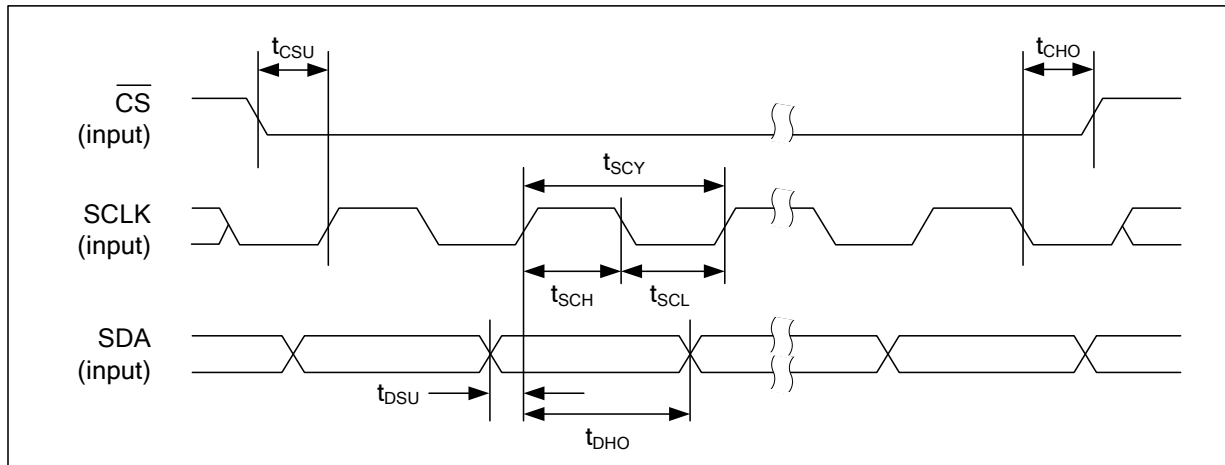 tCSU
tCHO
CS
(input)
tSCY
SCLK
(input)
tSCH
tSCL
SDA
(input)
tDSU
tDHO